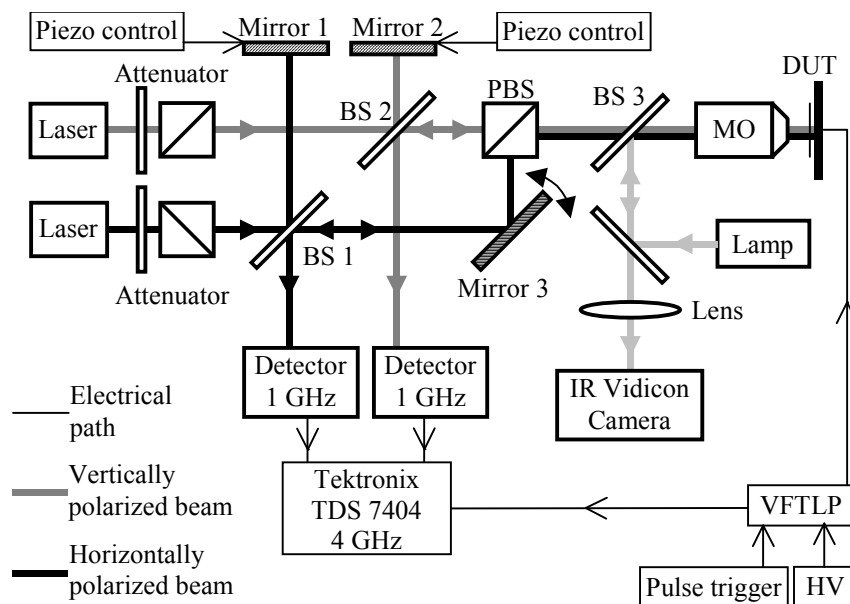 Piezo control
Mirror 1
Mirror 2
Piezo control
Attenuator
DUT
PBS
BS 3
BS 2
Laser
MO
Laser
BS 1
Lamp
Mirror 3
Attenuator
Lens
Detector
1 GHz
Detector
1 GHz
IR Vidicon
Camera
Electrical
path
Vertically
polarized beam
Horizontally
polarized beam
Tektronix
TDS 7404
4 GHz
VFTLP
Pulse trigger
HV